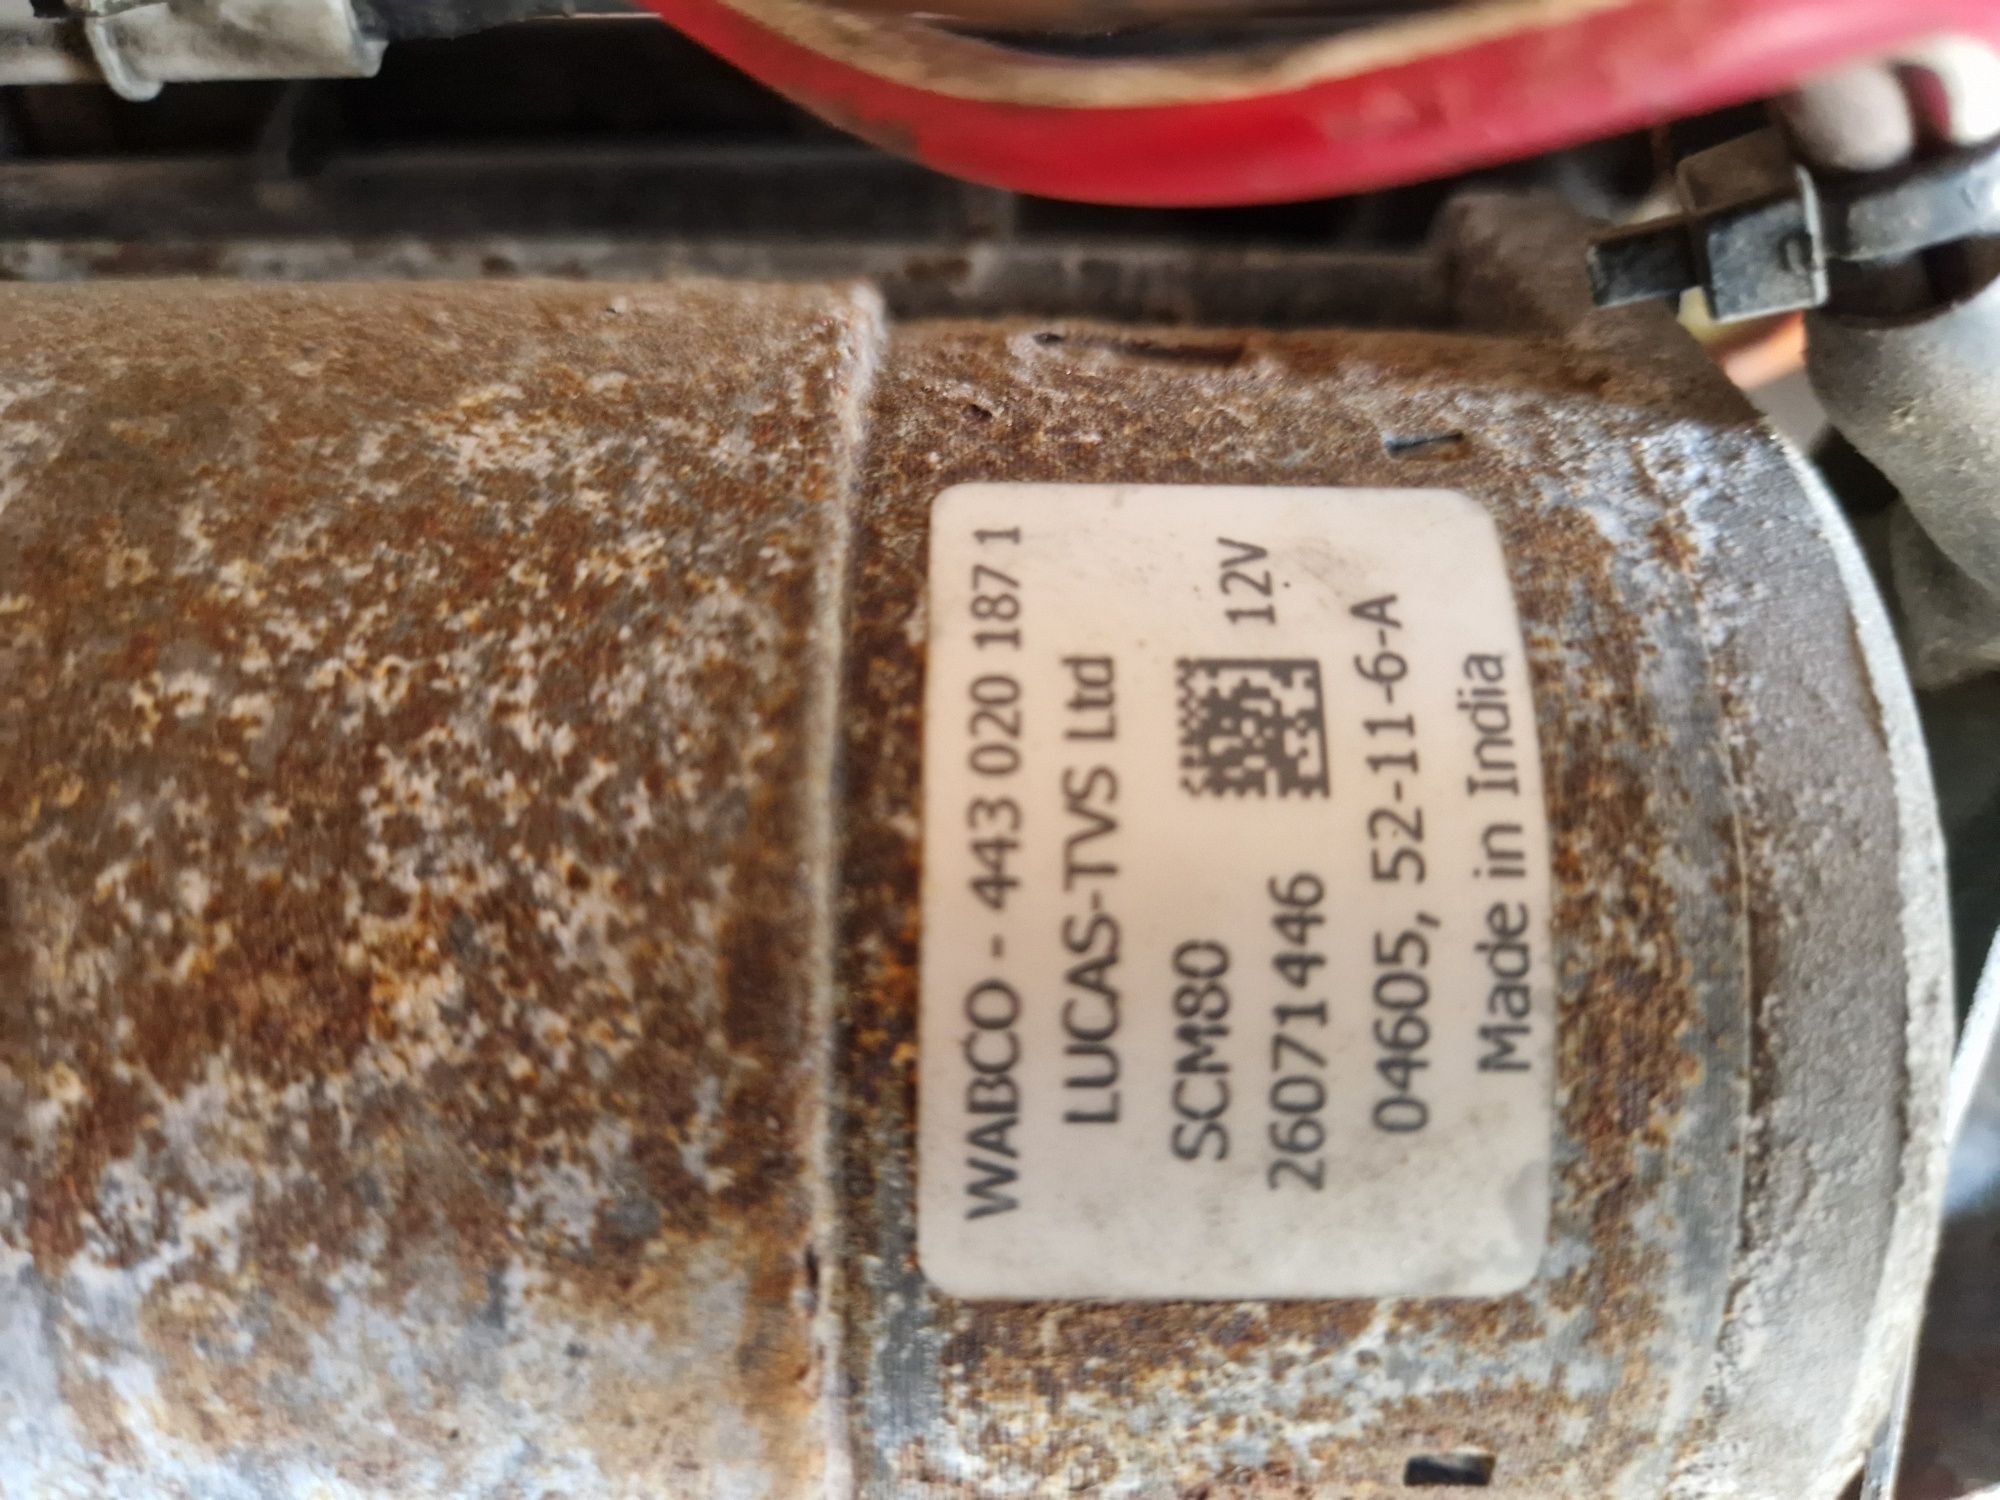 WABCO - 443 020 187 1
LUCAS-TVS Ltd
SCM80 12V
26071446
04605, 52-11-6-A
Made in India